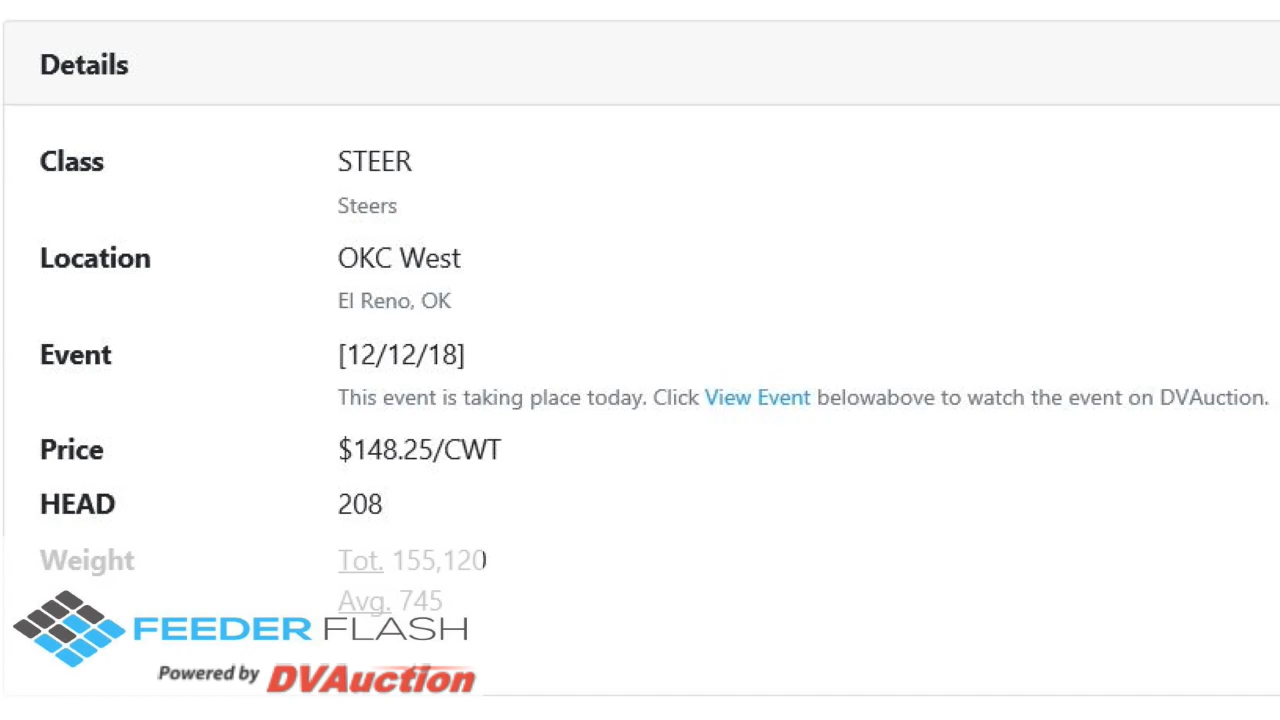 Details
Class STEER
Steers
Location OKC West
El Reno, OK
Event [12/12/18]
This event is taking place today. Click View Event belowabove to watch the event on DVAuction.
Price $148.25/CWT
HEAD 208
Weight Tot. 155,120
Avg. 745
FEEDER FLASH
Powered by DVAuction